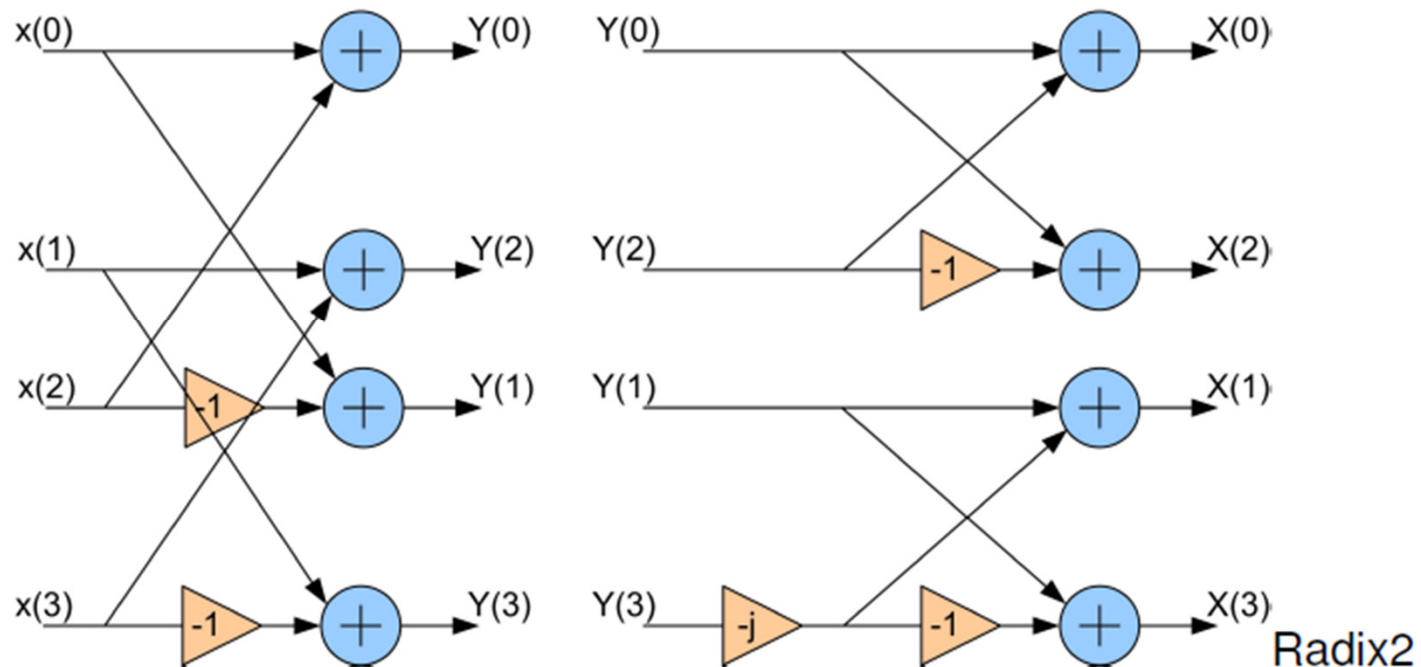 x(0) Y(0) Y(0) X(0)
x(1) Y(2) Y(2) -1 X(2)
x(2) -1 Y(1) Y(1) X(1)
x(3) -1 Y(3) Y(3) -j -1 X(3)
Radix2